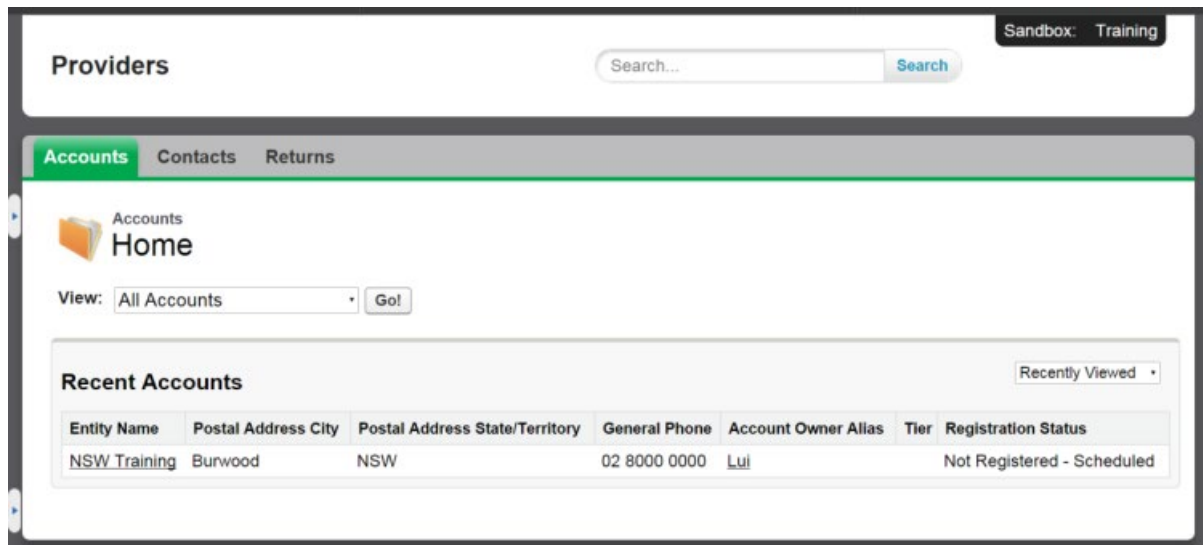 Sandbox: Training
Providers
Search...
Search
Accounts Contacts Returns
Accounts
Home
View: All Accounts Go!
Recent Accounts
Recently Viewed
Entity Name Postal Address City Postal Address State/Territory General Phone Account Owner Alias Tier Registration Status
NSW Training Burwood NSW 02 8000 0000 Lui Not Registered - Scheduled